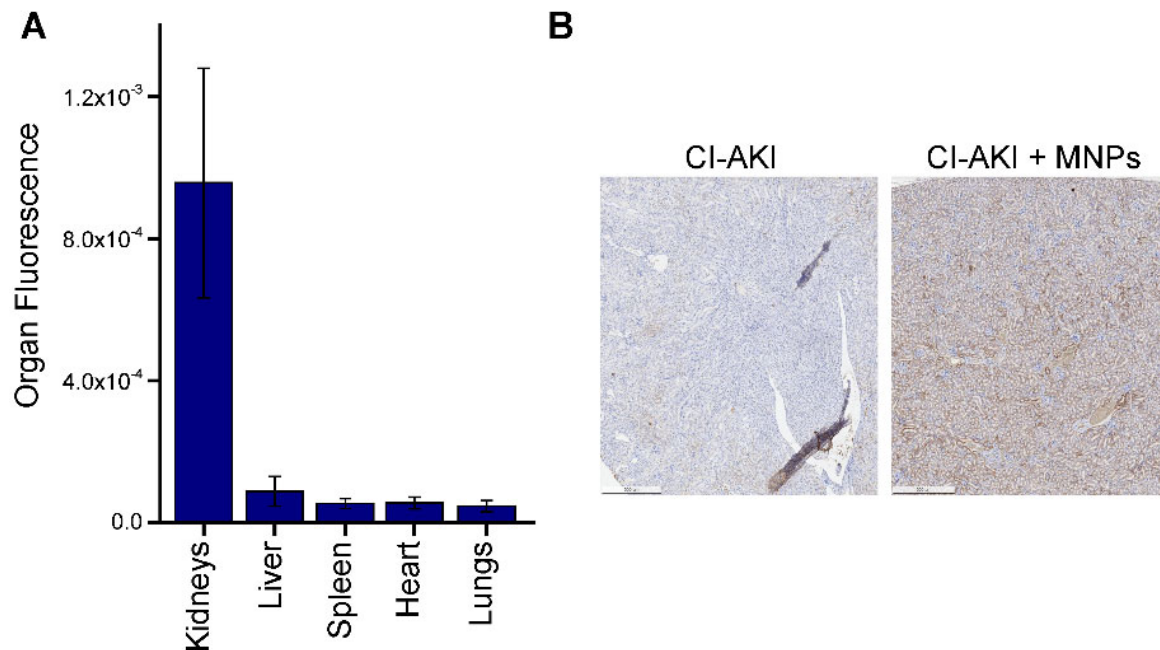 A
B
Organ Fluorescence
1.2x10-3
8.0x10-4
4.0x10-4
0.0
Kidneys
Liver
Spleen
Heart
Lungs
CI-AKI
CI-AKI + MNPs